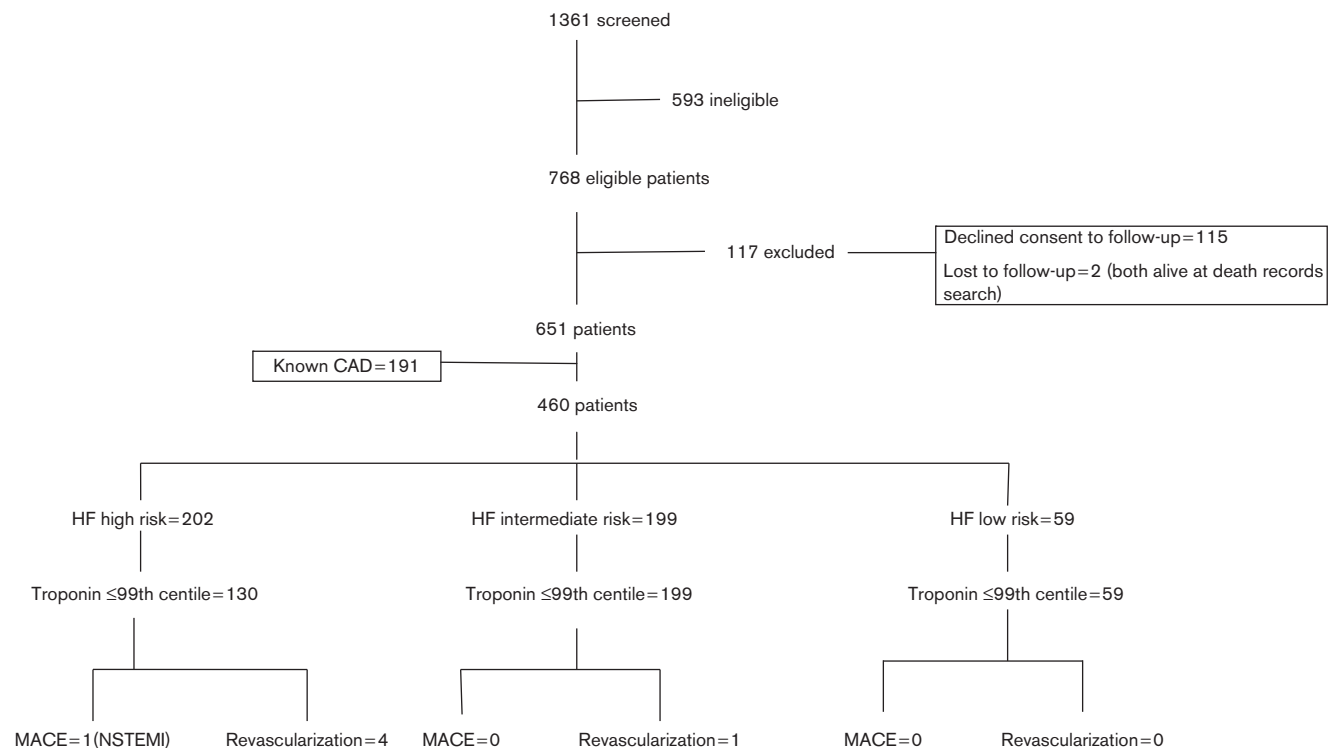 1361 screened
593 ineligible
768 eligible patients
117 excluded
Declined consent to follow-up=115
Lost to follow-up=2 (both alive at death records
search)
651 patients
Known CAD=191
460 patients
HF high risk=202
HF intermediate risk=199
HF low risk=59
Troponin ≤99th centile=130
Troponin ≤99th centile=199
Troponin ≤99th centile=59
MACE=1(NSTEMI)
Revascularization=4
MACE=0
Revascularization=1
MACE=0
Revascularization=0